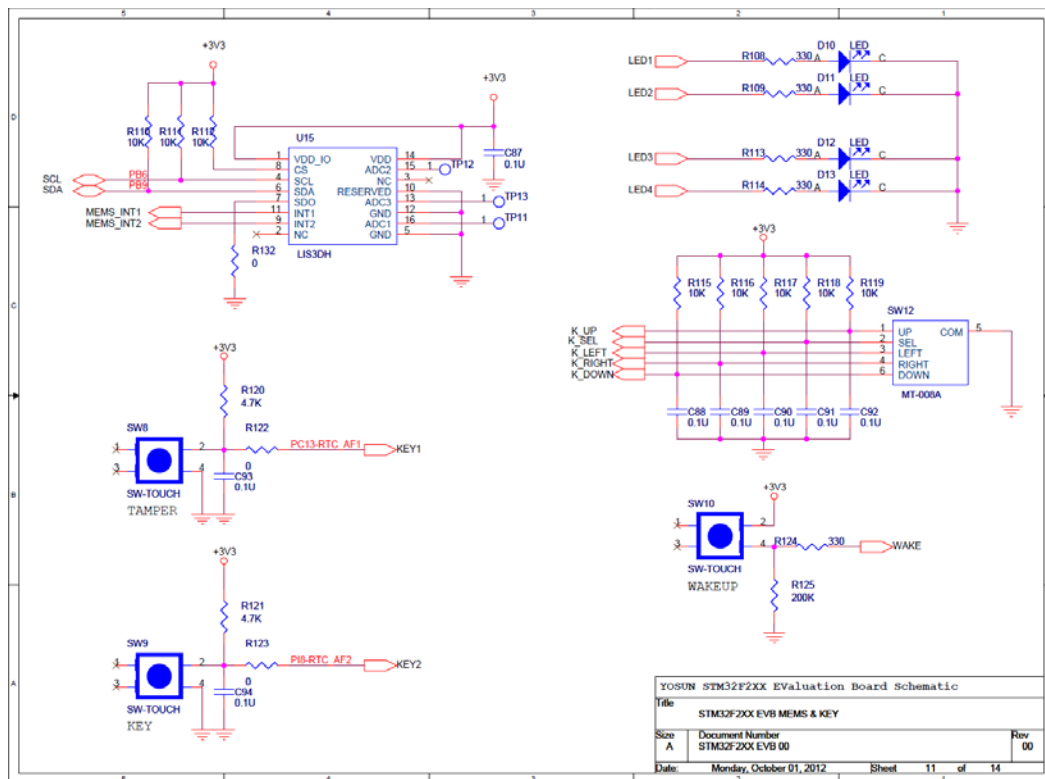 5 4 3 2 1
D
C
B
A
+3V3
R110 R111 R112
10K 10K 10K
SCL PB6
SDA PB9
MEMS_INT1
MEMS_INT2
R132
0
U15
1 VDD_IO VDD 14
8 CS ADC2 15
4 SCL NC 3
6 SDA RESERVED 10
7 SDO ADC3 13
11 INT1 GND 12
9 INT2 ADC1 16
2 NC GND 5
LIS3DH
+3V3
C87
0.1U
1 TP12
1 TP13
1 TP11
LED1 R108 330 A D10 LED C
LED2 R109 330 A D11 LED C
LED3 R113 330 A D12 LED C
LED4 R114 330 A D13 LED C
+3V3
R115 R116 R117 R118 R119
10K 10K 10K 10K 10K
SW12
K_UP 1 UP COM 5
K_SEL 2 SEL
K_LEFT 3 LEFT
K_RIGHT 4 RIGHT
K_DOWN 6 DOWN
MT-008A
C88 C89 C90 C91 C92
0.1U 0.1U 0.1U 0.1U 0.1U
+3V3
R120
4.7K
SW8
R122
1 2 PC13-RTC_AF1 KEY1
3 4 0
C93
0.1U
SW-TOUCH
TAMPER
+3V3
SW10
1 2
3 4 R124 330 WAKE
SW-TOUCH
WAKEUP
R125
200K
+3V3
R121
4.7K
SW9
R123
1 2 PI8-RTC_AF2 KEY2
3 4 0
C94
0.1U
SW-TOUCH
KEY
YOSUN STM32F2XX EValuation Board Schematic
Title
STM32F2XX EVB MEMS & KEY
Size Document Number Rev
A STM32F2XX EVB 00 00
Date: Monday, October 01, 2012 Sheet 11 of 14
D
C
B
A
5 4 3 2 1